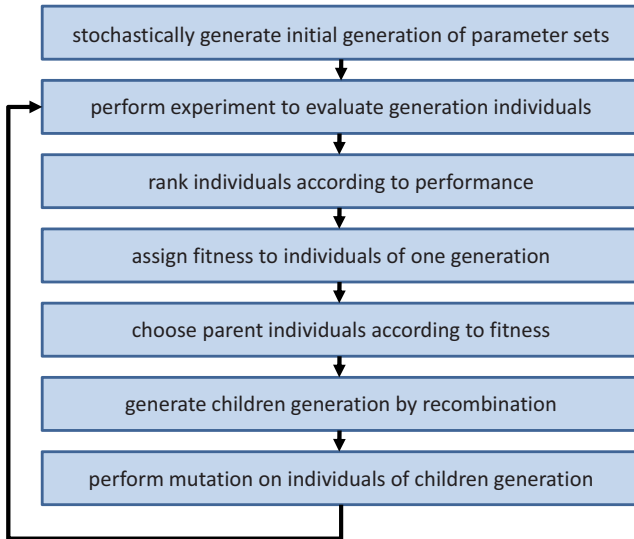 stochastically generate initial generation of parameter sets
perform experiment to evaluate generation individuals
rank individuals according to performance
assign fitness to individuals of one generation
choose parent individuals according to fitness
generate children generation by recombination
perform mutation on individuals of children generation